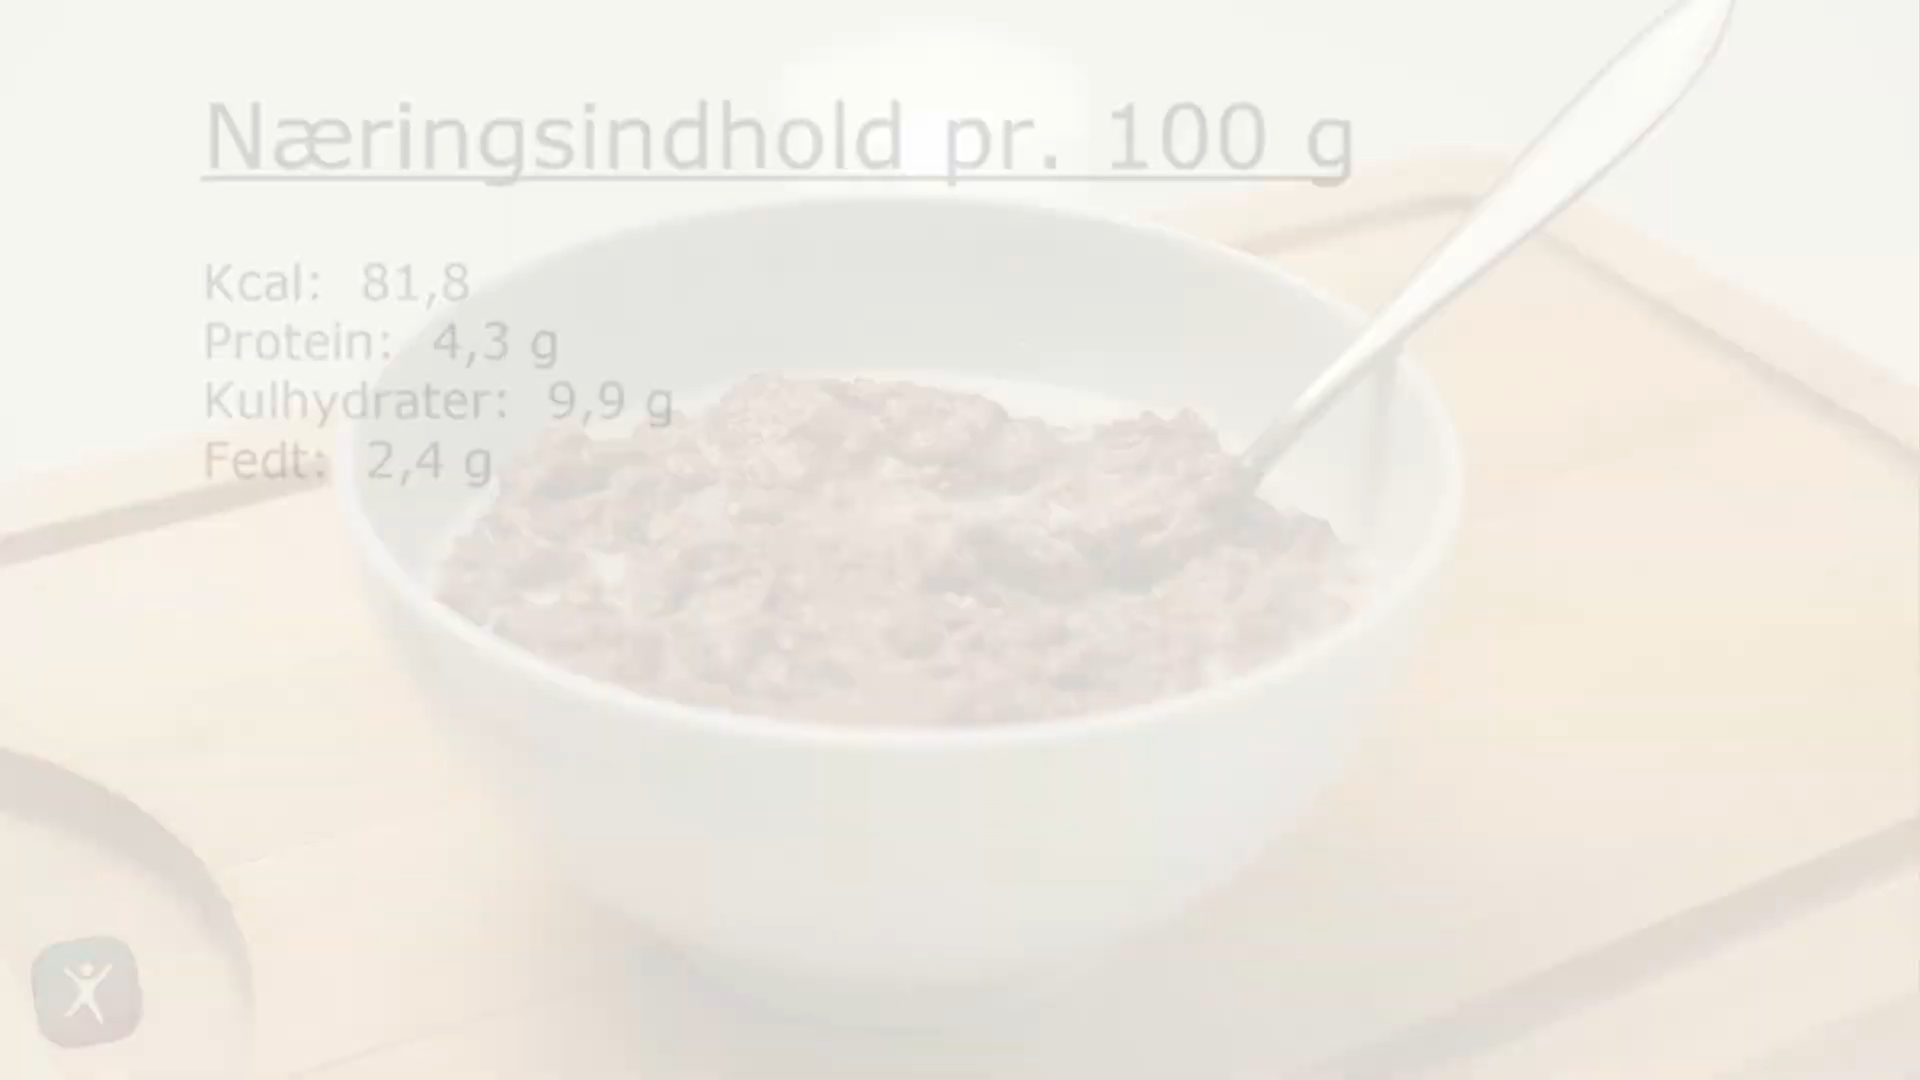 Næringsindhold pr. 100 g
Kcal: 81,8
Protein: 4,3 g
Kulhydrater: 9,9 g
Fedt: 2,4 g